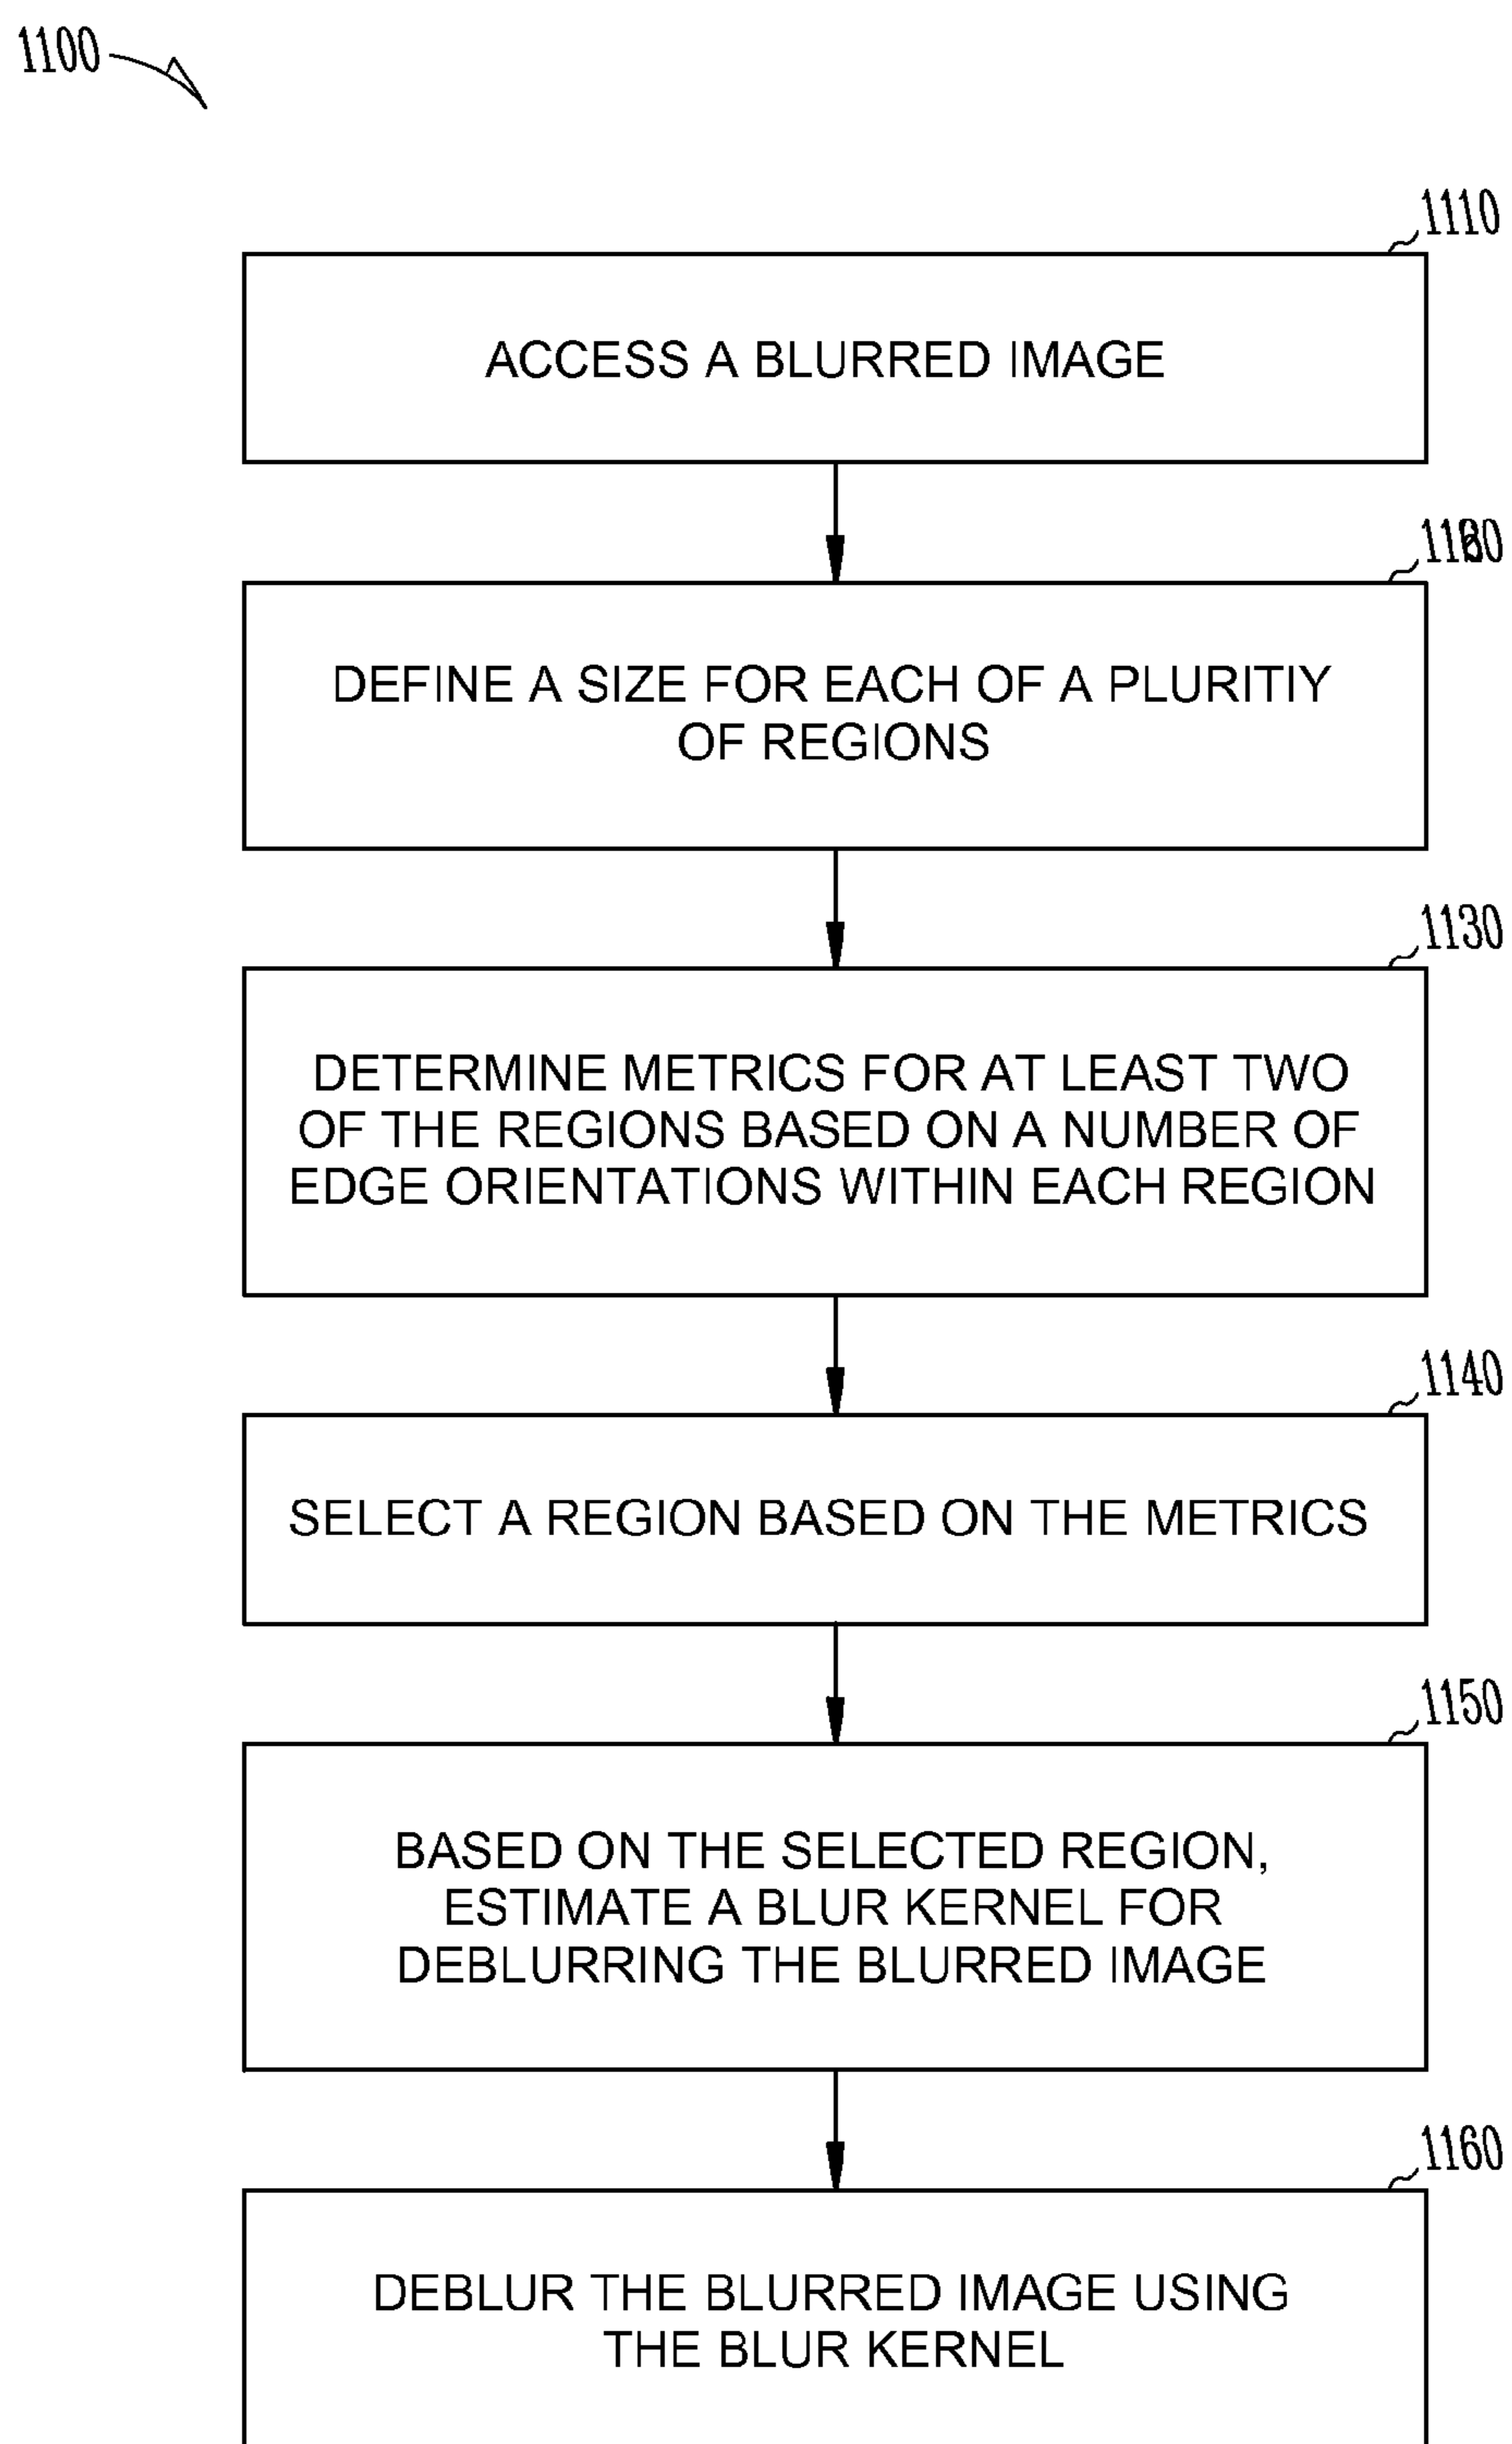 1100
1110
ACCESS A BLURRED IMAGE
DEFINE A SIZE FOR EACH OF A PLURITIY
OF REGIONS
1130
DETERMINE METRICS FOR AT LEAST TWO
OF THE REGIONS BASED ON A NUMBER OF
EDGE ORIENTATIONS WITHIN EACH REGION
1140
SELECT A REGION BASED ON THE METRICS
1150
BASED ON THE SELECTED REGION,
ESTIMATE A BLUR KERNEL FOR
DEBLURRING THE BLURRED IMAGE
1160
DEBLUR THE BLURRED IMAGE USING
THE BLUR KERNEL